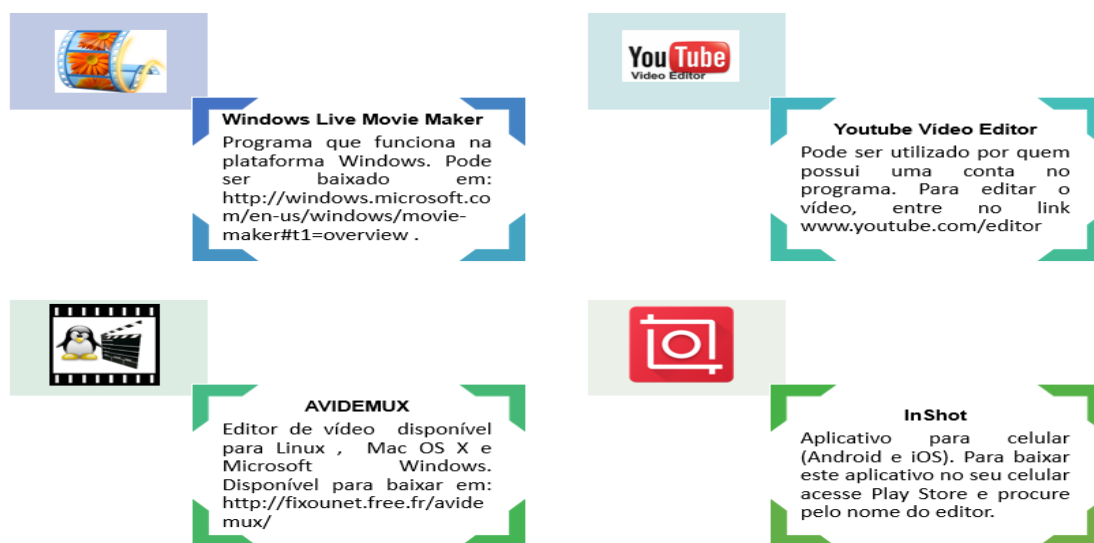 Windows Live Movie Maker
Programa que funciona na
plataforma Windows. Pode
ser baixado em:
http://windows.microsoft.co
m/en-us/windows/movie-
maker#t1=overview .
You Tube
Video Editor
Youtube Vídeo Editor
Pode ser utilizado por quem
possui uma conta no
programa. Para editar o
vídeo, entre no link
www.youtube.com/editor
AVIDEMUX
Editor de vídeo disponível
para Linux , Mac OS X e
Microsoft Windows.
Disponível para baixar em:
http://fixounet.free.fr/avide
mux/
InShot
Aplicativo para celular
(Android e iOS). Para baixar
este aplicativo no seu celular
acesse Play Store e procure
pelo nome do editor.